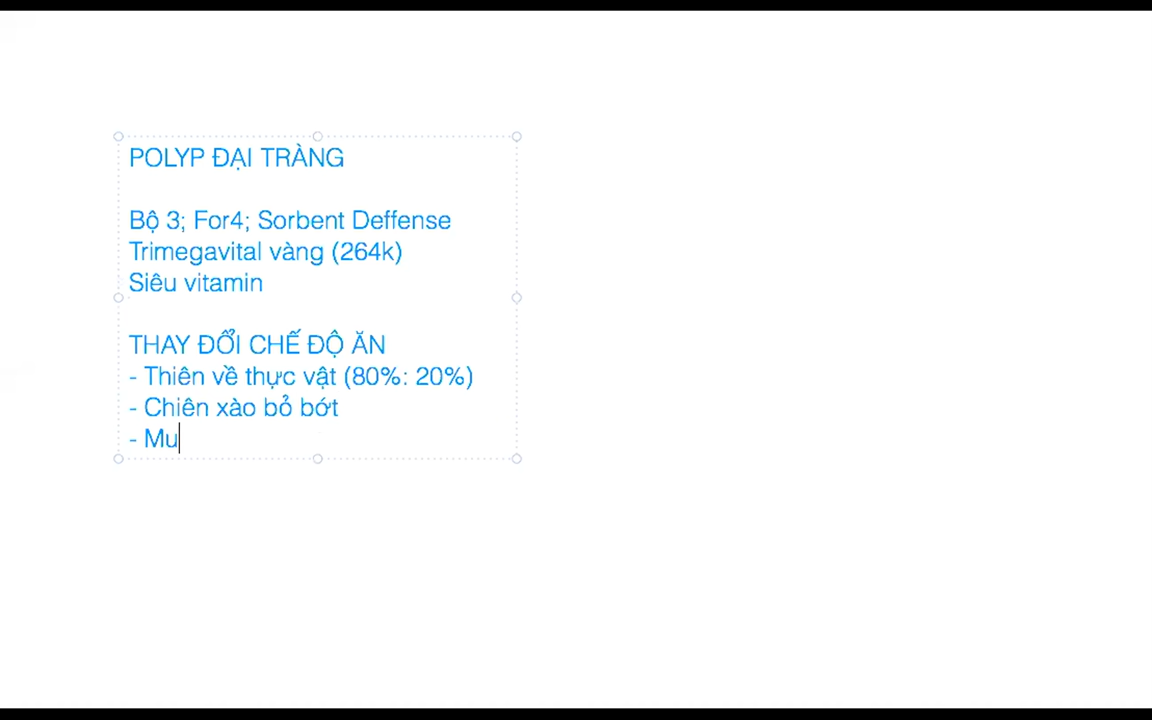 POLYP ĐẠI TRÀNG
Bộ 3; For4; Sorbent Deffense
Trimegavital vàng (264k)
Siêu vitamin
THAY ĐỔI CHẾ ĐỘ ĂN
- Thiên về thực vật (80%: 20%)
- Chiên xào bỏ bớt
- Mu